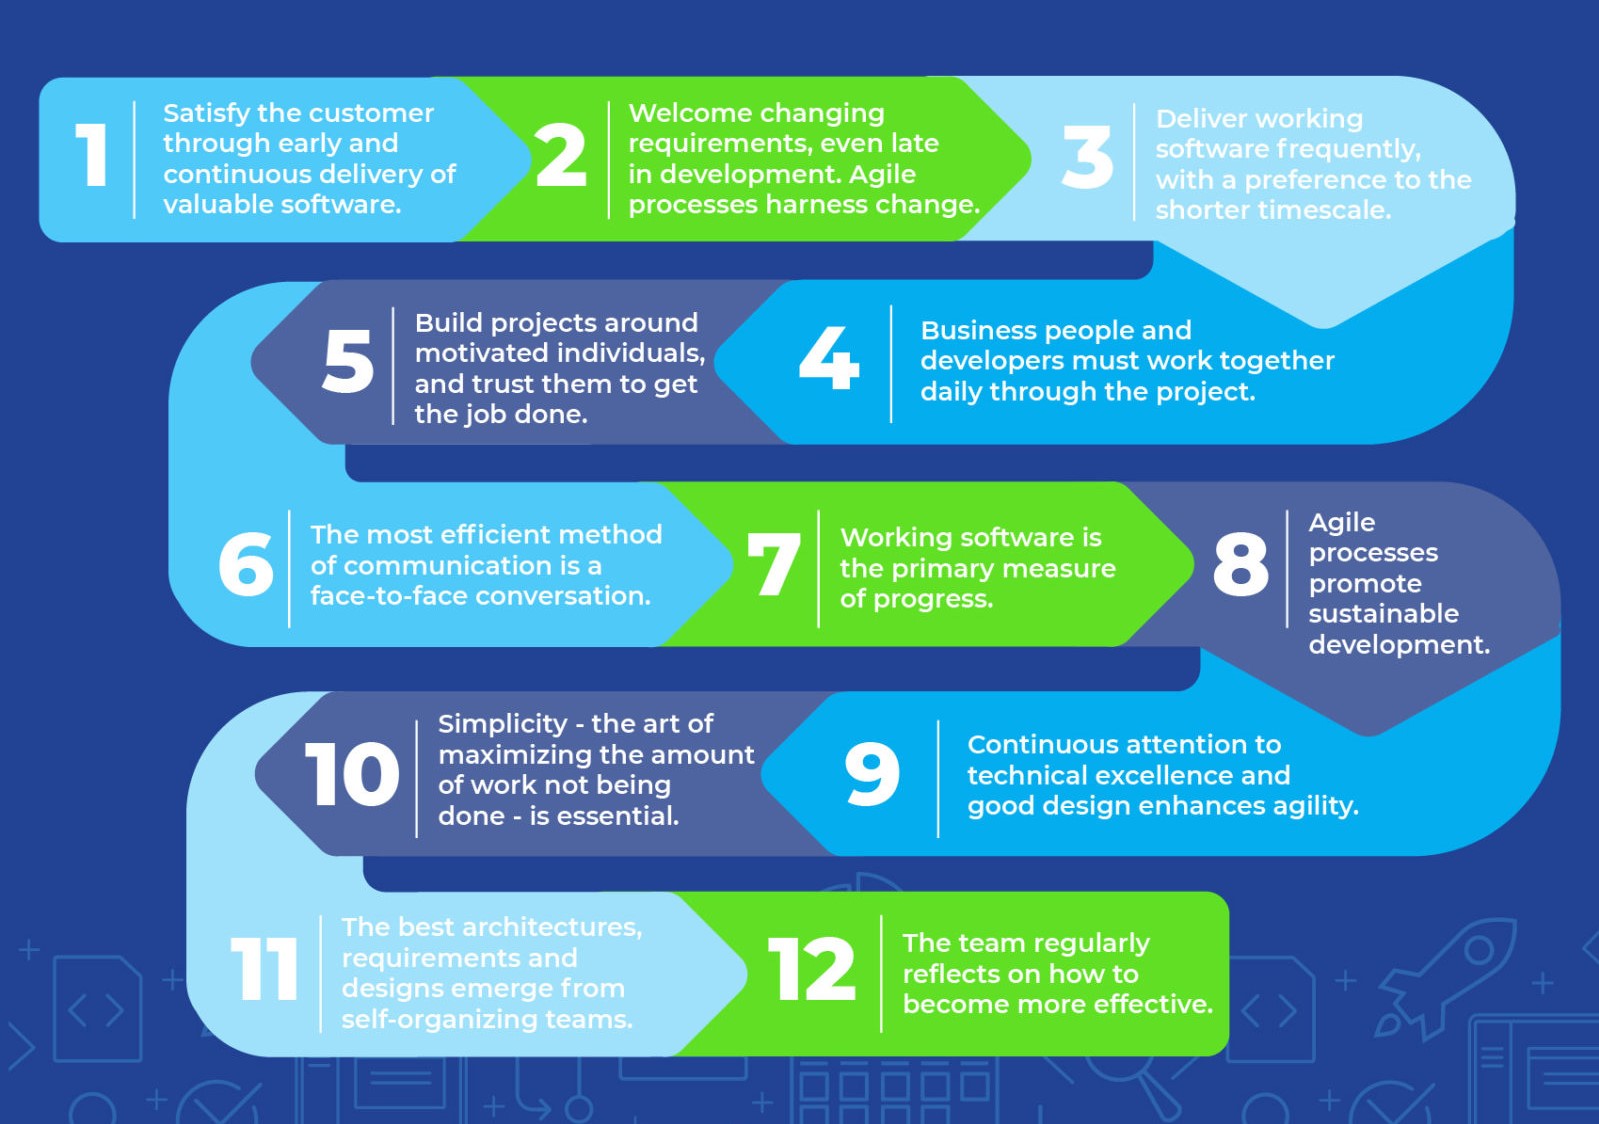 1
Satisfy the customer
through early and
continuous delivery of
valuable software.
2
Welcome changing
requirements, even late
in development. Agile
processes harness change.
3
Deliver working
software frequently,
with a preference to the
shorter timescale.
4
Business people and
developers must work together
daily through the project.
5
Build projects around
motivated individuals,
and trust them to get
the job done.
6
The most efficient method
of communication is a
face-to-face conversation.
7
Working software is
the primary measure
of progress.
8
Agile
processes
promote
sustainable
development.
9
Continuous attention to
technical excellence and
good design enhances agility.
10
Simplicity - the art of
maximizing the amount
of work not being
done - is essential.
11
The best architectures,
requirements and
designs emerge from
self-organizing teams.
12
The team regularly
reflects on how to
become more effective.